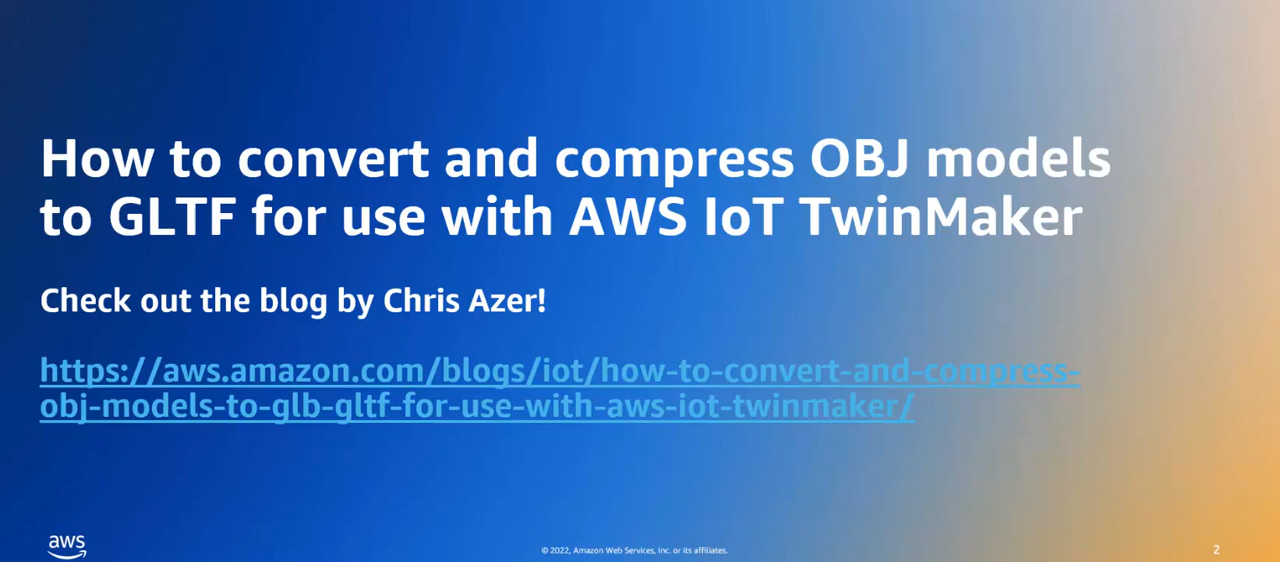 How to convert and compress OBJ models
to GLTF for use with AWS IoT TwinMaker
Check out the blog by Chris Azer!
https://aws.amazon.com/blogs/iot/how-to-convert-and-compress-
obj-models-to-glb-gltf-for-use-with-aws-iot-twinmaker/
aws
© 2022, Amazon Web Services, Inc. or its affiliates.
2